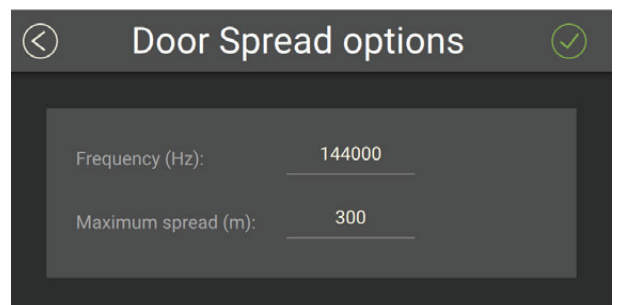 Door Spread options
Frequency (Hz): 144000
Maximum spread (m): 300